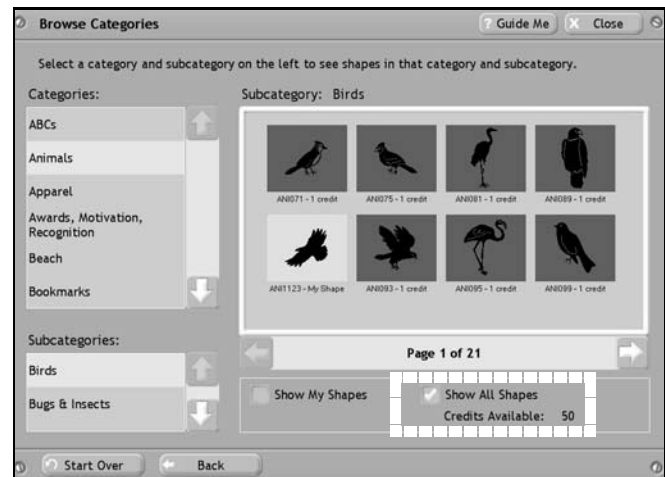 Browse Categories
? Guide Me
X Close
Select a category and subcategory on the left to see shapes in that category and subcategory.
Categories:
ABCs
Animals
Apparel
Awards, Motivation,
Recognition
Beach
Bookmarks
Subcategories:
Birds
Bugs & Insects
Subcategory: Birds
ANI071 - 1 credit
ANI075 - 1 credit
ANI081 - 1 credit
ANI089 - 1 credit
ANI1123 - My Shape
ANI093 - 1 credit
ANI095 - 1 credit
ANI099 - 1 credit
Page 1 of 21
Show My Shapes
Show All Shapes
Credits Available: 50
Start Over
Back